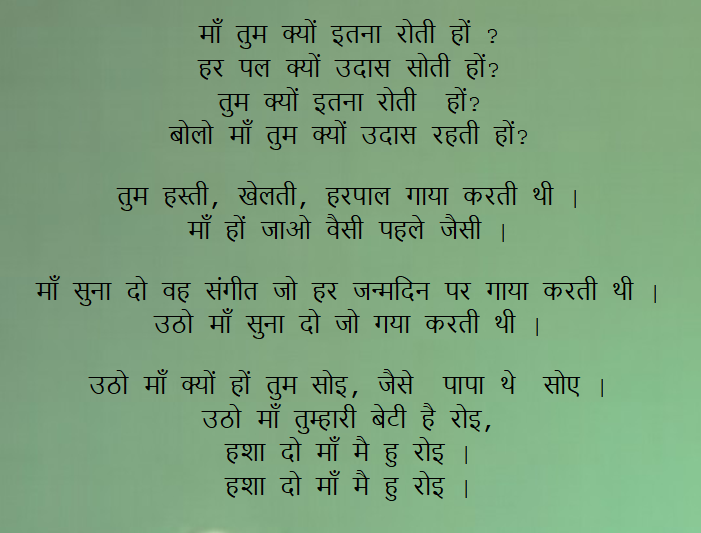 माँ तुम क्यों इतना रोती हों ?
हर पल क्यों उदास सोती हों?
तुम क्यों इतना रोती हों?
बोलो माँ तुम क्यों उदास रहती हों?
तुम हस्ती, खेलती, हरपाल गाया करती थी |
माँ हों जाओ वैसी पहले जैसी |
माँ सुना दो वह संगीत जो हर जन्मदिन पर गाया करती थी |
उठो माँ सुना दो जो गया करती थी |
उठो माँ क्यों हों तुम सोइ, जैसे पापा थे सोए |
उठो माँ तुम्हारी बेटी है रोइ,
हशा दो माँ मै हु रोइ |
हशा दो माँ मै हु रोइ |